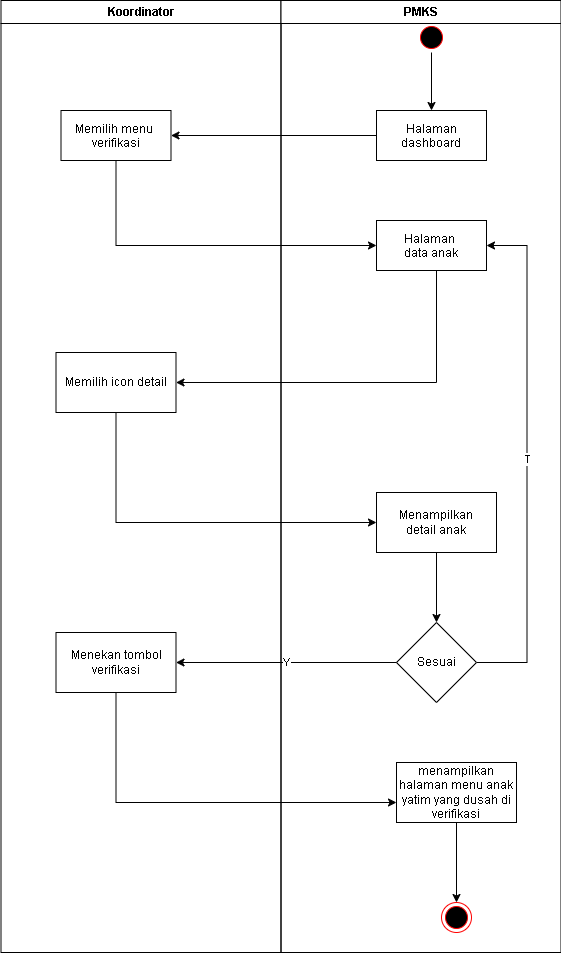 Koordinator
PMKS
Halaman
dashboard
Memilih menu
verifikasi
Halaman
data anak
Memilih icon detail
T
Menampilkan
detail anak
Sesuai
Y
Menekan tombol
verifikasi
menampilkan
halaman menu anak
yatim yang dusah di
verifikasi